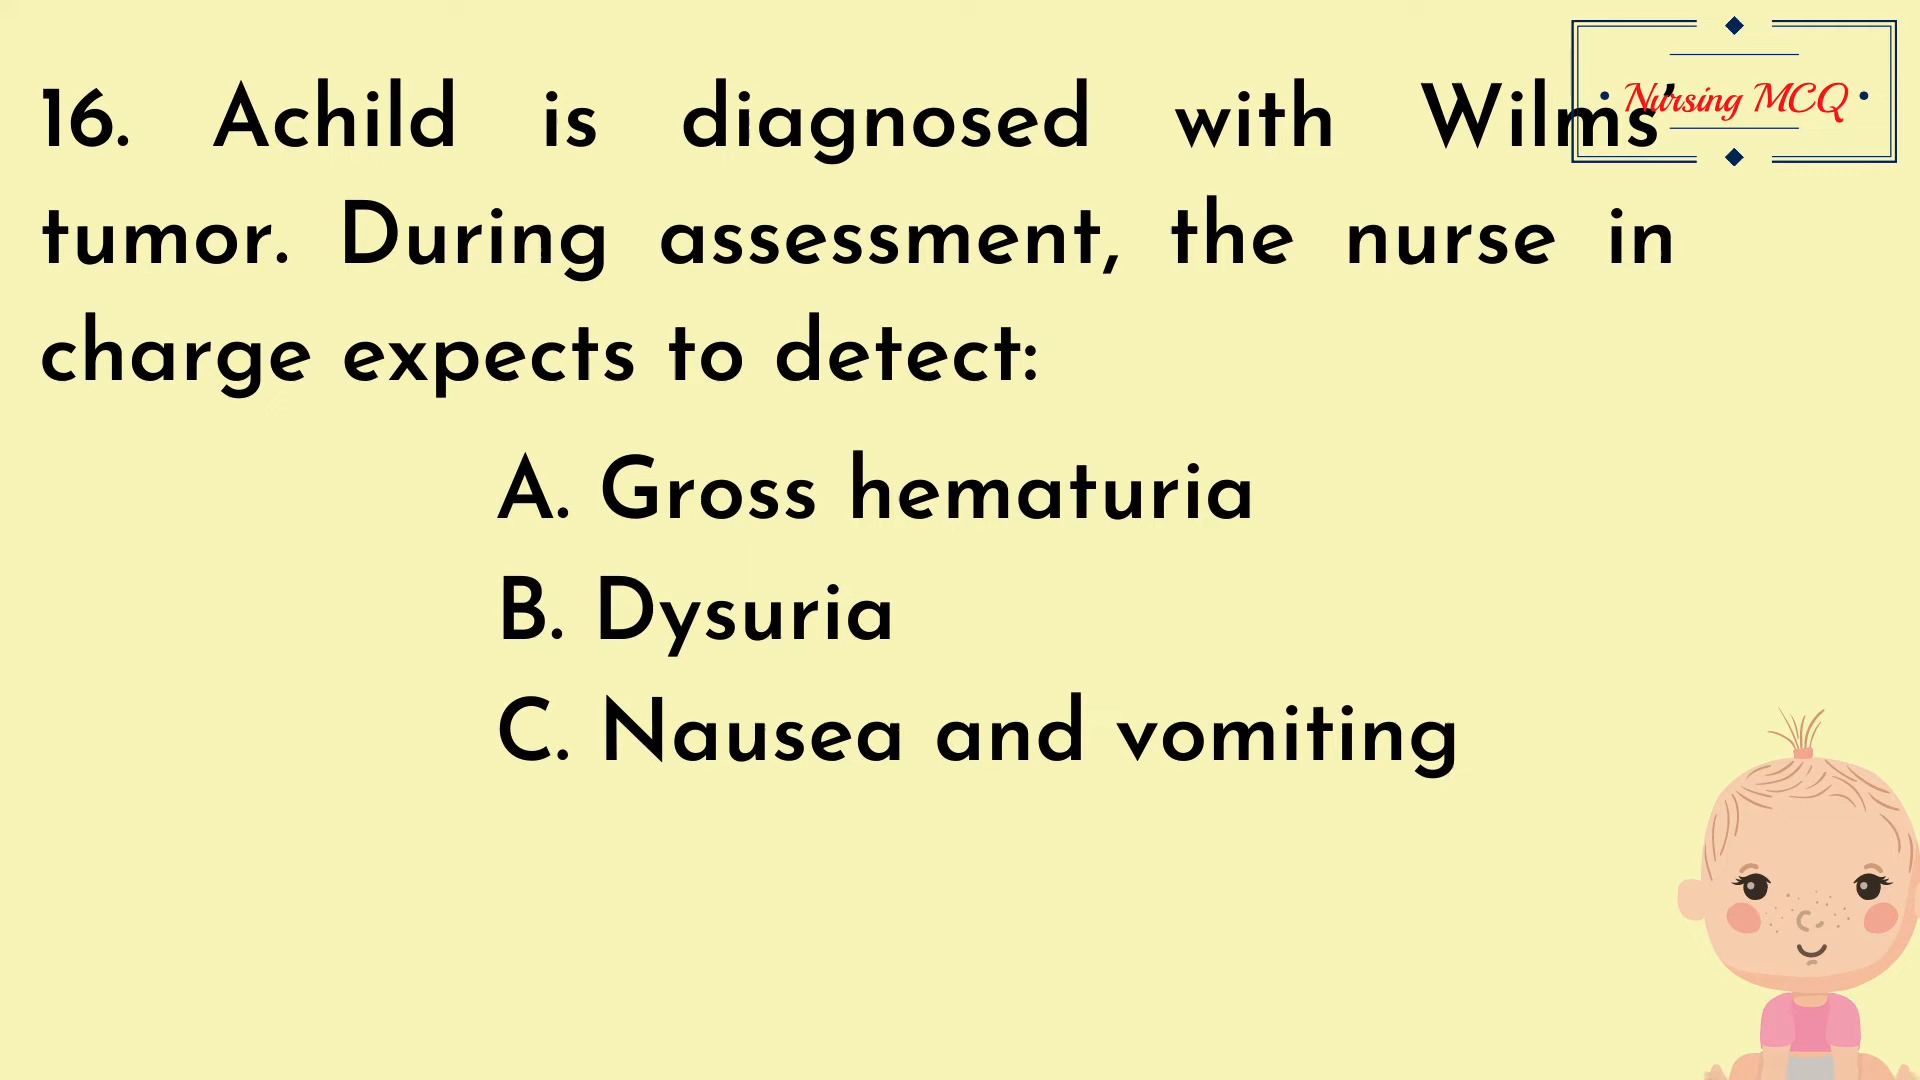 16. Achild is diagnosed with Wilms’
Nursing MCQ
tumor. During assessment, the nurse in
charge expects to detect:
A. Gross hematuria
B. Dysuria
C. Nausea and vomiting